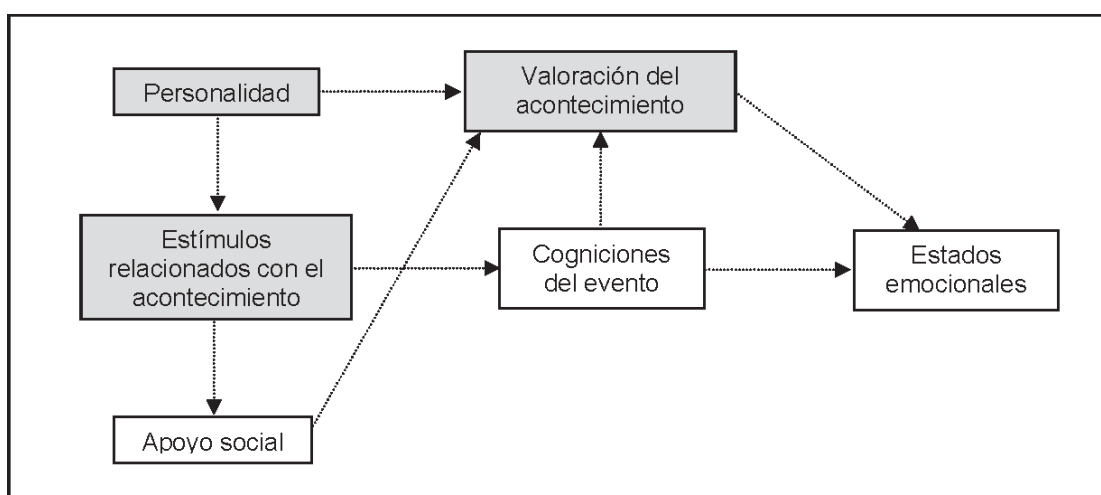 Personalidad
Valoración del
acontecimiento
Estímulos
relacionados con el
acontecimiento
Cogniciones
del evento
Estados
emocionales
Apoyo social